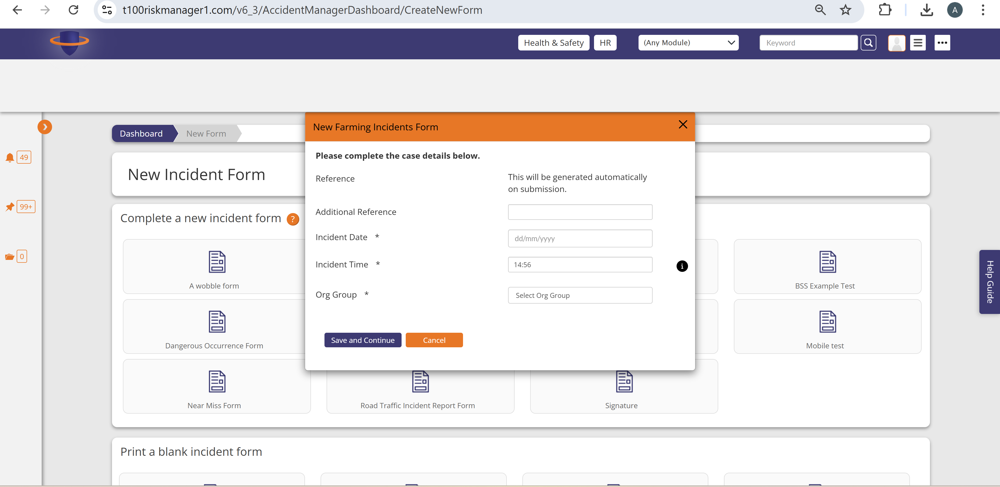 t100riskmanager1.com/v6_3/AccidentManagerDashboard/CreateNewForm
A
Health & Safety
HR
(Any Module)
Keyword
49
99+
0
Dashboard
New Form
New Incident Form
Complete a new incident form ?
New Farming Incidents Form
Please complete the case details below.
Reference
This will be generated automatically
on submission.
Additional Reference
Incident Date *
dd/mm/yyyy
Incident Time *
14:56
i
Org Group *
Select Org Group
Save and Continue
Cancel
A wobble form
BSS Example Test
Dangerous Occurrence Form
Mobile test
Near Miss Form
Road Traffic Incident Report Form
Signature
Help Guide
Print a blank incident form